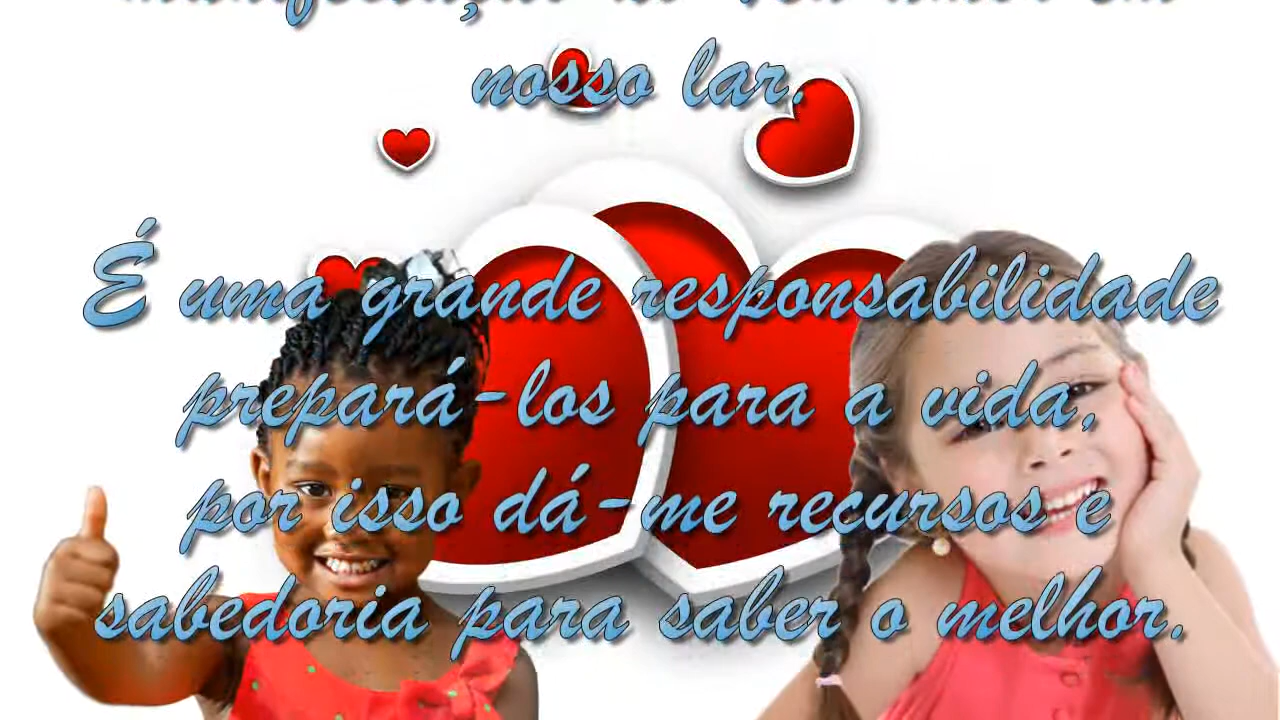 nosso lar.
É uma grande responsabilidade
prepará-los para a vida,
por isso dá-me recursos e
sabedoria para saber o melhor.